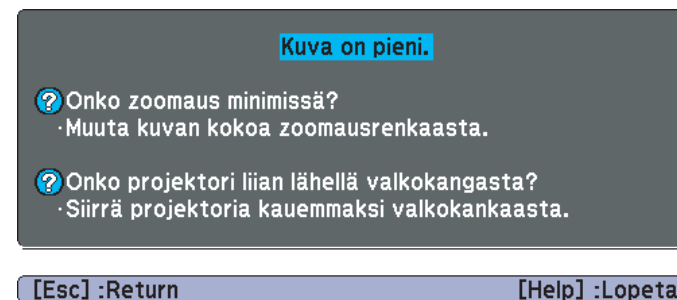 Kuva on pieni.
Onko zoomaus minimissä?
·Muuta kuvan kokoa zoomausrenkaasta.
Onko projektori liian lähellä valkokangasta?
·Siirrä projektoria kauemmaksi valkokankaasta.
[Esc] :Return [Help] :Lopeta